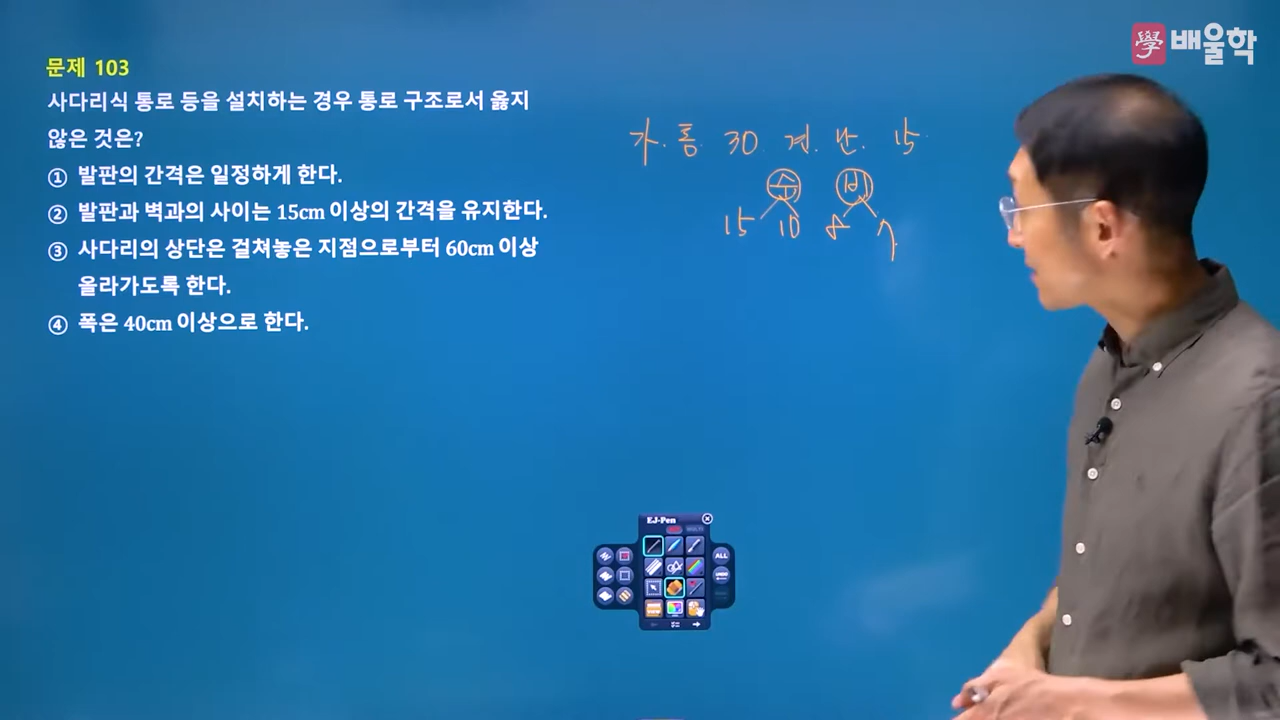 學 배울학
문제 103
사다리식 통로 등을 설치하는 경우 통로 구조로서 옳지
않은 것은?
① 발판의 간격은 일정하게 한다.
② 발판과 벽과의 사이는 15cm 이상의 간격을 유지한다.
③ 사다리의 상단은 걸쳐놓은 지점으로부터 60cm 이상
올라가도록 한다.
④ 폭은 40cm 이상으로 한다.
가. 통. 30. 견. 난. 15.
수 비
15 10 8 7
EJ-Pen
ALL